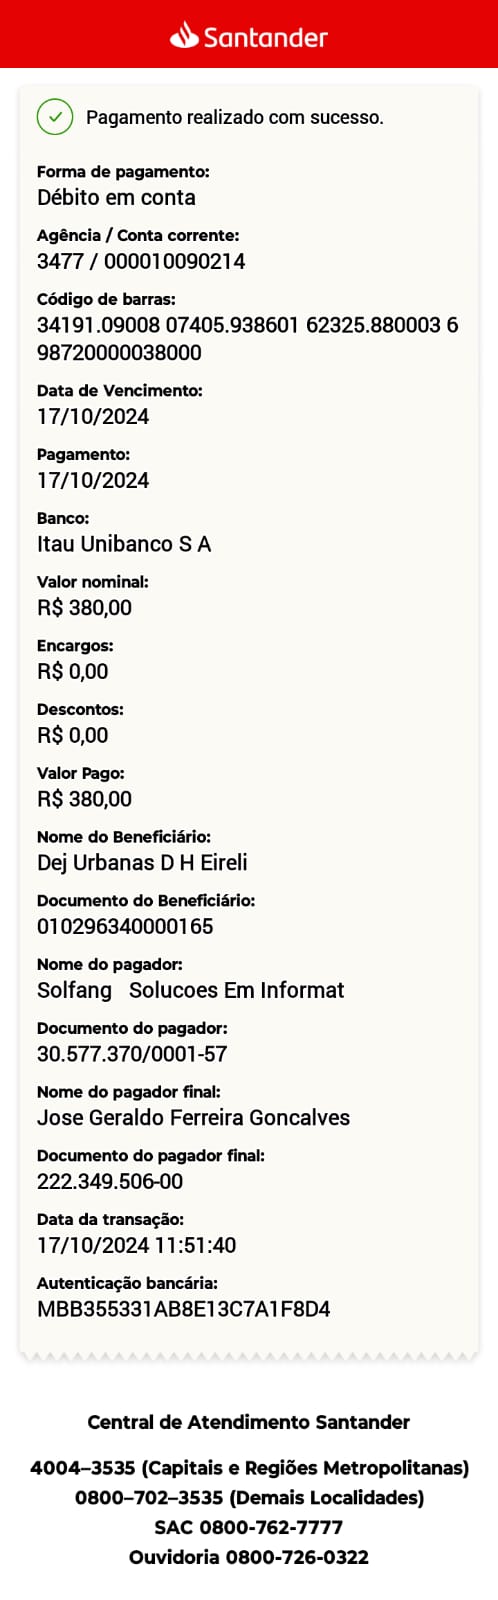 Santander
Pagamento realizado com sucesso.
Forma de pagamento:
Débito em conta
Agência / Conta corrente:
3477 / 000010090214
Código de barras:
34191.09008 07405.938601 62325.880003 6
98720000038000
Data de Vencimento:
17/10/2024
Pagamento:
17/10/2024
Banco:
Itau Unibanco S A
Valor nominal:
R$ 380,00
Encargos:
R$ 0,00
Descontos:
R$ 0,00
Valor Pago:
R$ 380,00
Nome do Beneficiário:
Dej Urbanas D H Eireli
Documento do Beneficiário:
010296340000165
Nome do pagador:
Solfang   Solucoes Em Informat
Documento do pagador:
30.577.370/0001-57
Nome do pagador final:
Jose Geraldo Ferreira Goncalves
Documento do pagador final:
222.349.506-00
Data da transação:
17/10/2024 11:51:40
Autenticação bancária:
MBB355331AB8E13C7A1F8D4
Central de Atendimento Santander
4004–3535 (Capitais e Regiões Metropolitanas)
0800–702–3535 (Demais Localidades)
SAC 0800-762-7777
Ouvidoria 0800-726-0322